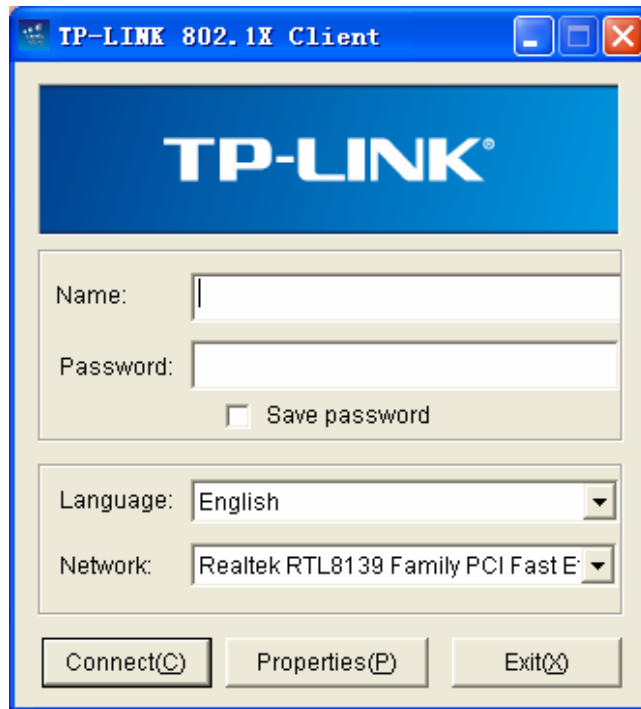 TP-LINK 802.1X Client
TP-LINK®
Name:
Password:
Save password
Language: English
Network: Realtek RTL8139 Family PCI Fast E
Connect(C) Properties(P) Exit(X)